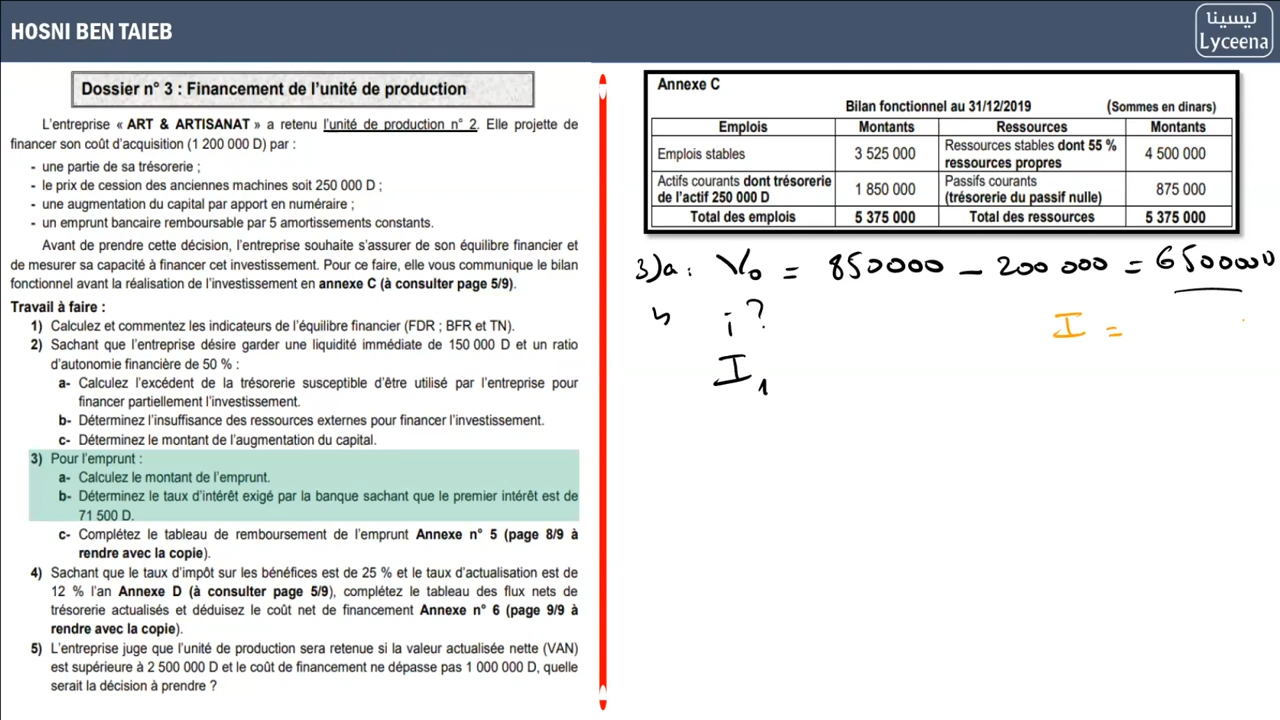 HOSNI BEN TAIEB
ليسينا
Lyceena
Dossier n° 3 : Financement de l'unité de production
L'entreprise « ART & ARTISANAT » a retenu l'unité de production n° 2. Elle projette de
financer son coût d'acquisition (1 200 000 D) par :
- une partie de sa trésorerie ;
- le prix de cession des anciennes machines soit 250 000 D ;
- une augmentation du capital par apport en numéraire ;
- un emprunt bancaire remboursable par 5 amortissements constants.
Avant de prendre cette décision, l'entreprise souhaite s'assurer de son équilibre financier et
de mesurer sa capacité à financer cet investissement. Pour ce faire, elle vous communique le bilan
fonctionnel avant la réalisation de l'investissement en annexe C (à consulter page 5/9).
Travail à faire :
1) Calculez et commentez les indicateurs de l'équilibre financier (FDR ; BFR et TN).
2) Sachant que l'entreprise désire garder une liquidité immédiate de 150 000 D et un ratio
d'autonomie financière de 50 % :
a- Calculez l'excédent de la trésorerie susceptible d'être utilisé par l'entreprise pour
financer partiellement l'investissement.
b- Déterminez l'insuffisance des ressources externes pour financer l'investissement.
c- Déterminez le montant de l'augmentation du capital.
3) Pour l'emprunt :
a- Calculez le montant de l'emprunt.
b- Déterminez le taux d'intérêt exigé par la banque sachant que le premier intérêt est de
71 500 D.
c- Complétez le tableau de remboursement de l'emprunt Annexe n° 5 (page 8/9 à
rendre avec la copie).
4) Sachant que le taux d'impôt sur les bénéfices est de 25 % et le taux d'actualisation est de
12 % l'an Annexe D (à consulter page 5/9), complétez le tableau des flux nets de
trésorerie actualisés et déduisez le coût net de financement Annexe n° 6 (page 9/9 à
rendre avec la copie).
5) L'entreprise juge que l'unité de production sera retenue si la valeur actualisée nette (VAN)
est supérieure à 2 500 000 D et le coût de financement ne dépasse pas 1 000 000 D, quelle
serait la décision à prendre ?
Annexe C
Bilan fonctionnel au 31/12/2019 (Sommes en dinars)
Emplois Montants Ressources Montants
Emplois stables 3 525 000 Ressources stables dont 55 % ressources propres 4 500 000
Actifs courants dont trésorerie de l'actif 250 000 D 1 850 000 Passifs courants (trésorerie du passif nulle) 875 000
Total des emplois 5 375 000 Total des ressources 5 375 000
3)a : V0 = 850000 - 200 000 = 6500000
b i ? I =
I1